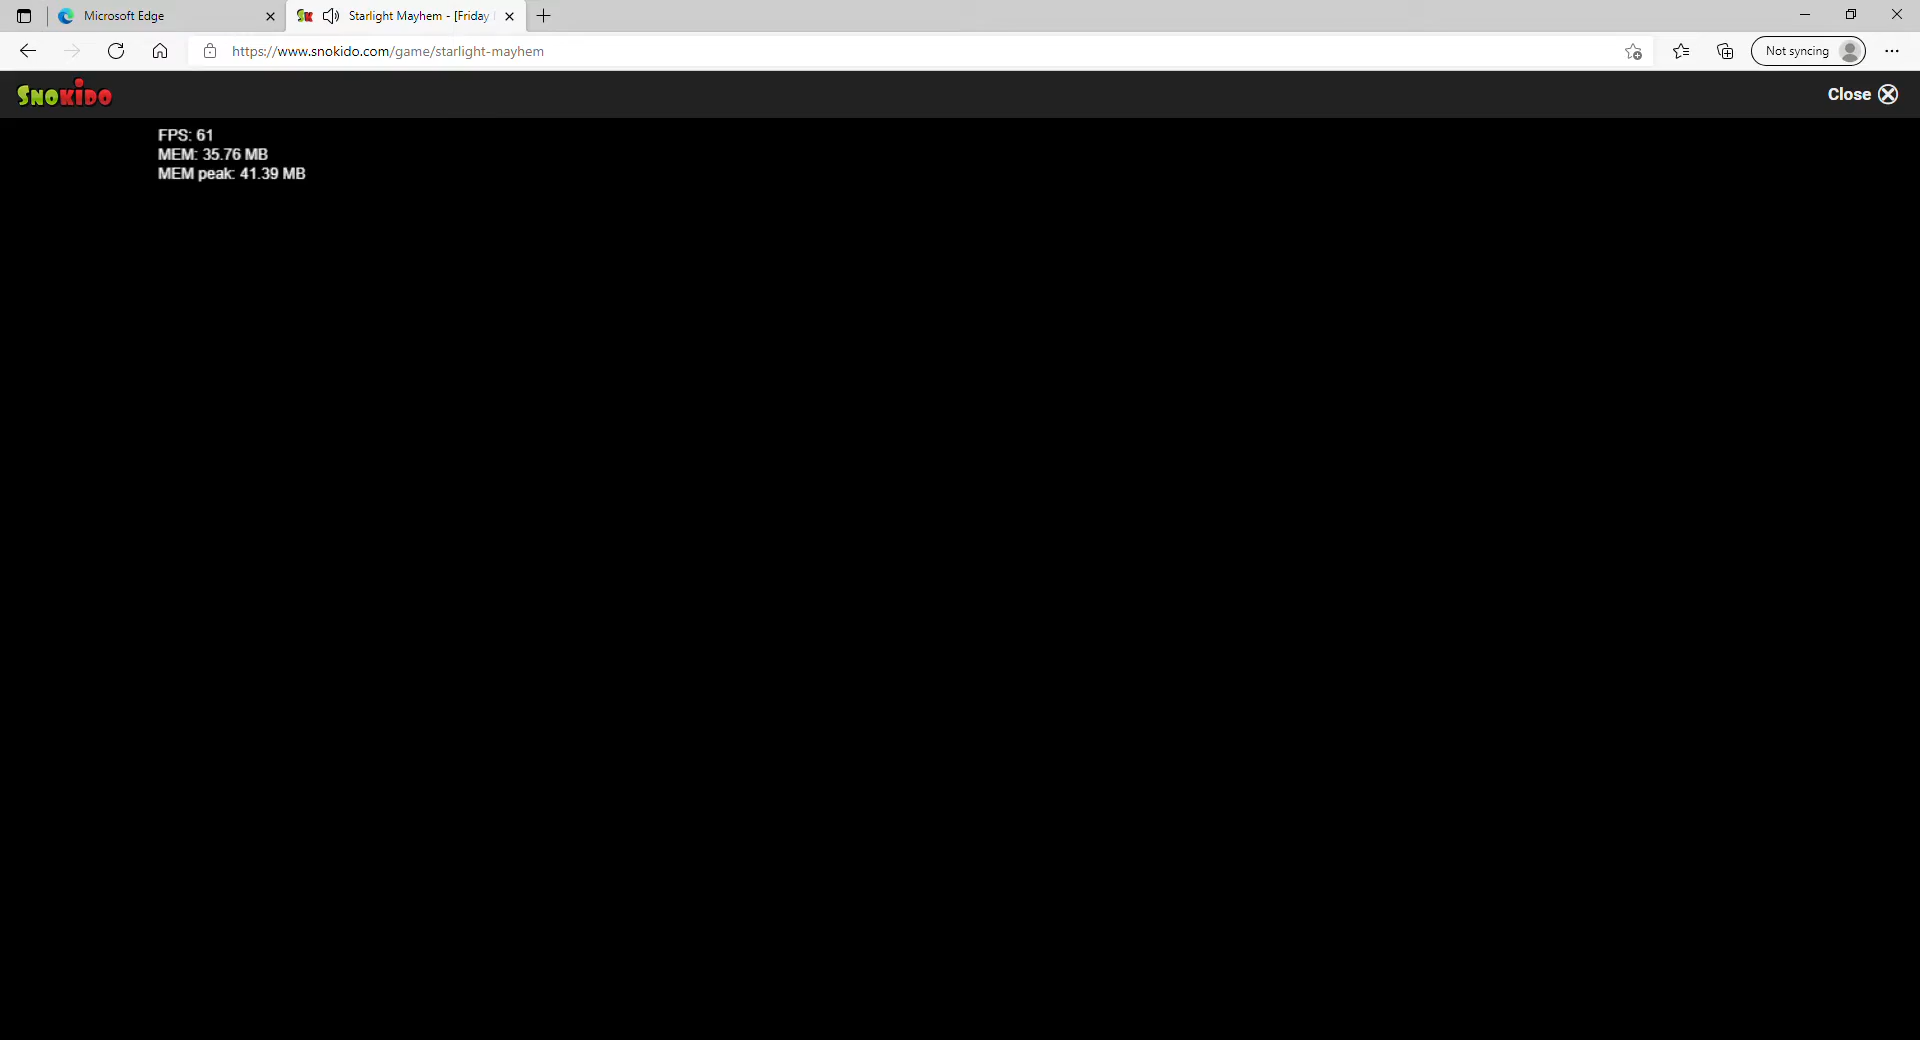 Microsoft Edge
Starlight Mayhem - [Friday
https://www.snokido.com/game/starlight-mayhem
Not syncing
SNOKIDO
Close
FPS: 61
MEM: 35.76 MB
MEM peak: 41.39 MB